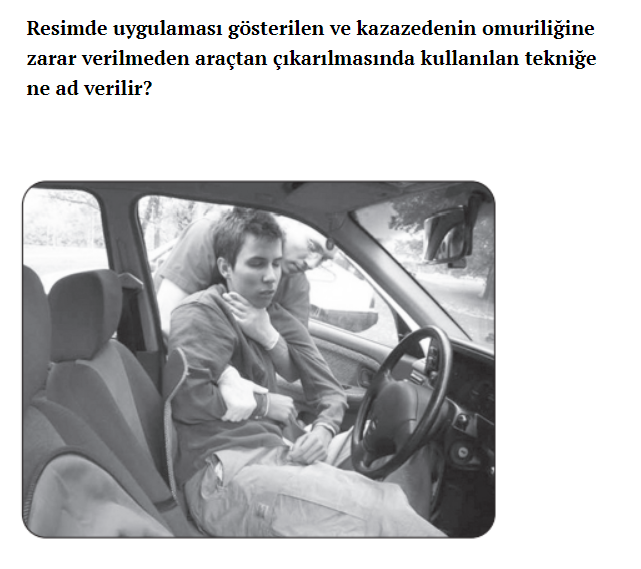 Resimde uygulaması gösterilen ve kazazedenin omuriliğine
zarar verilmeden araçtan çıkarılmasında kullanılan tekniğe
ne ad verilir?